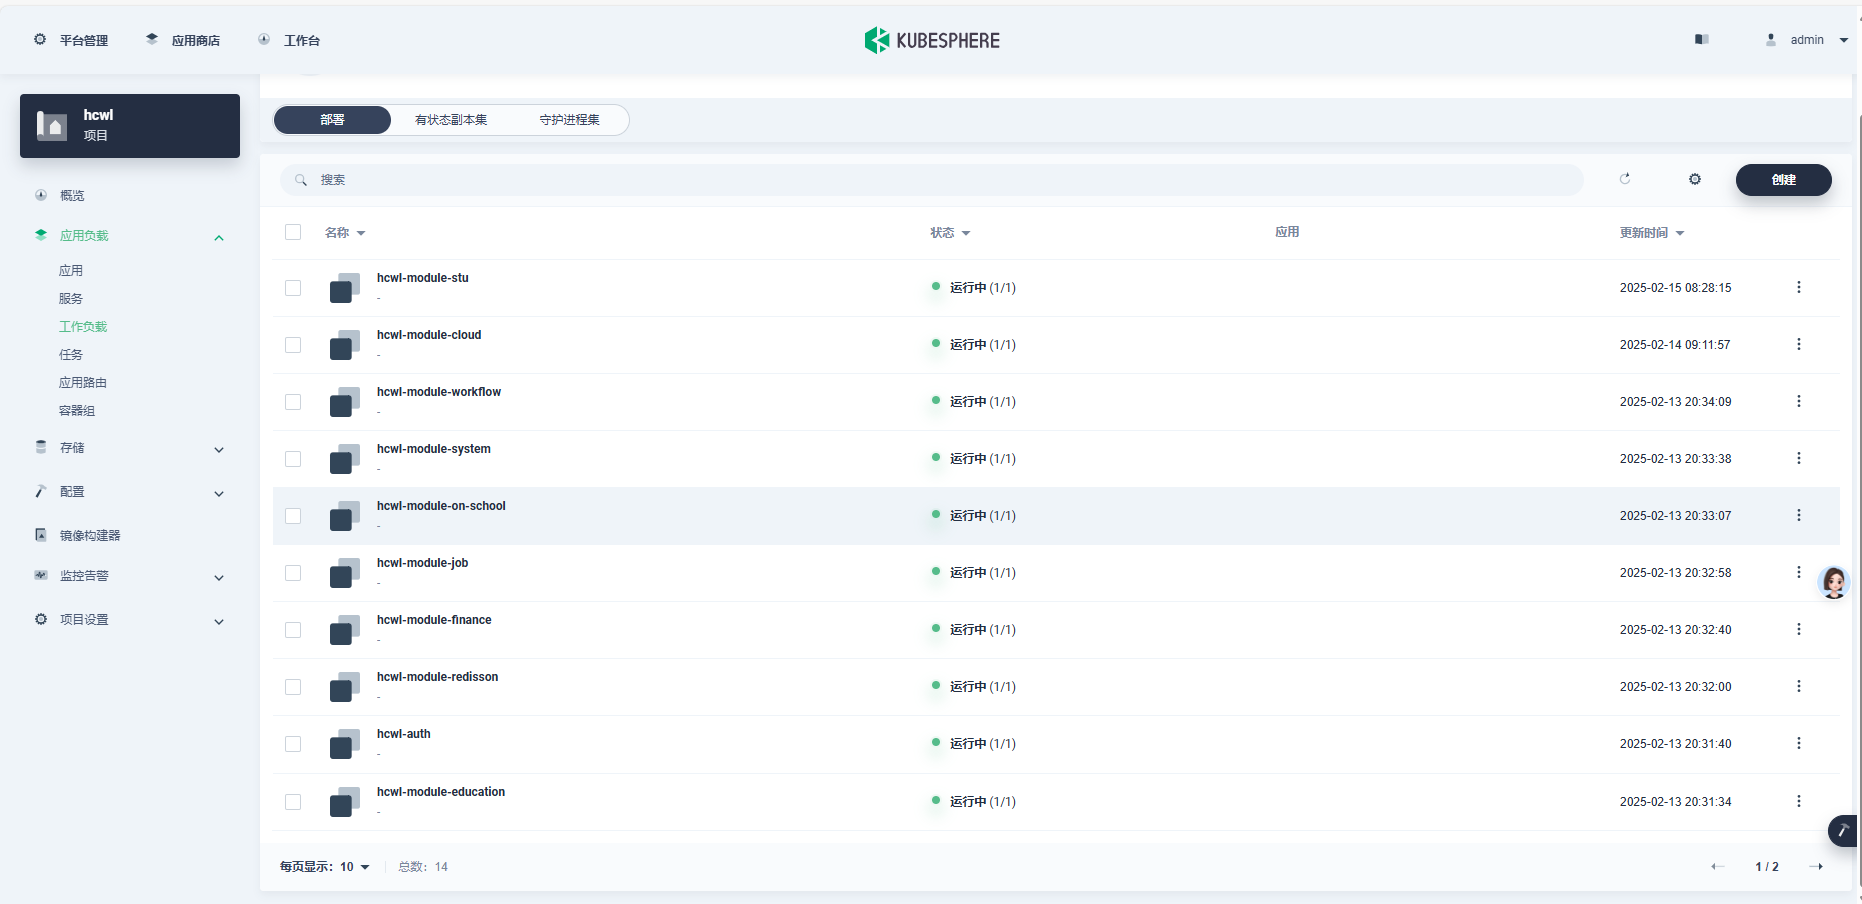 平台管理 应用商店 工作台 KUBESPHERE admin
hcwl
项目
概览
应用负载
应用
服务
工作负载
任务
应用路由
容器组
存储
配置
镜像构建器
监控告警
项目设置
部署 有状态副本集 守护进程集
搜索 创建
名称 状态 应用 更新时间
hcwl-module-stu
-
运行中 (1/1) 2025-02-15 08:28:15
hcwl-module-cloud
-
运行中 (1/1) 2025-02-14 09:11:57
hcwl-module-workflow
-
运行中 (1/1) 2025-02-13 20:34:09
hcwl-module-system
-
运行中 (1/1) 2025-02-13 20:33:38
hcwl-module-on-school
-
运行中 (1/1) 2025-02-13 20:33:07
hcwl-module-job
-
运行中 (1/1) 2025-02-13 20:32:58
hcwl-module-finance
-
运行中 (1/1) 2025-02-13 20:32:40
hcwl-module-redisson
-
运行中 (1/1) 2025-02-13 20:32:00
hcwl-auth
-
运行中 (1/1) 2025-02-13 20:31:40
hcwl-module-education
-
运行中 (1/1) 2025-02-13 20:31:34
每页显示：10 总数：14 1 / 2